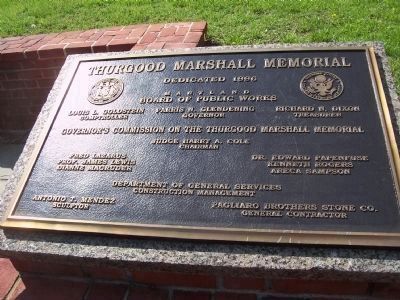 THURGOOD MARSHALL MEMORIAL
DEDICATED 1996
MARYLAND
BOARD OF PUBLIC WORKS
LOUIS L. GOLDSTEIN PARRIS N. GLENDENING RICHARD N. DIXON
COMPTROLLER GOVERNOR TREASURER
GOVERNOR'S COMMISSION ON THE THURGOOD MARSHALL MEMORIAL
JUDGE HARRY A. COLE
CHAIRMAN
FRED LAZARUS DR. EDWARD PAPENFUSE
PROF. JAMES LEWIS KENNETH ROGERS
DIANNE MAGRUDER ARECA SAMPSON
DEPARTMENT OF GENERAL SERVICES
CONSTRUCTION MANAGEMENT
ANTONIO T. MENDEZ PAGLIARO BROTHERS STONE CO.
SCULPTOR GENERAL CONTRACTOR